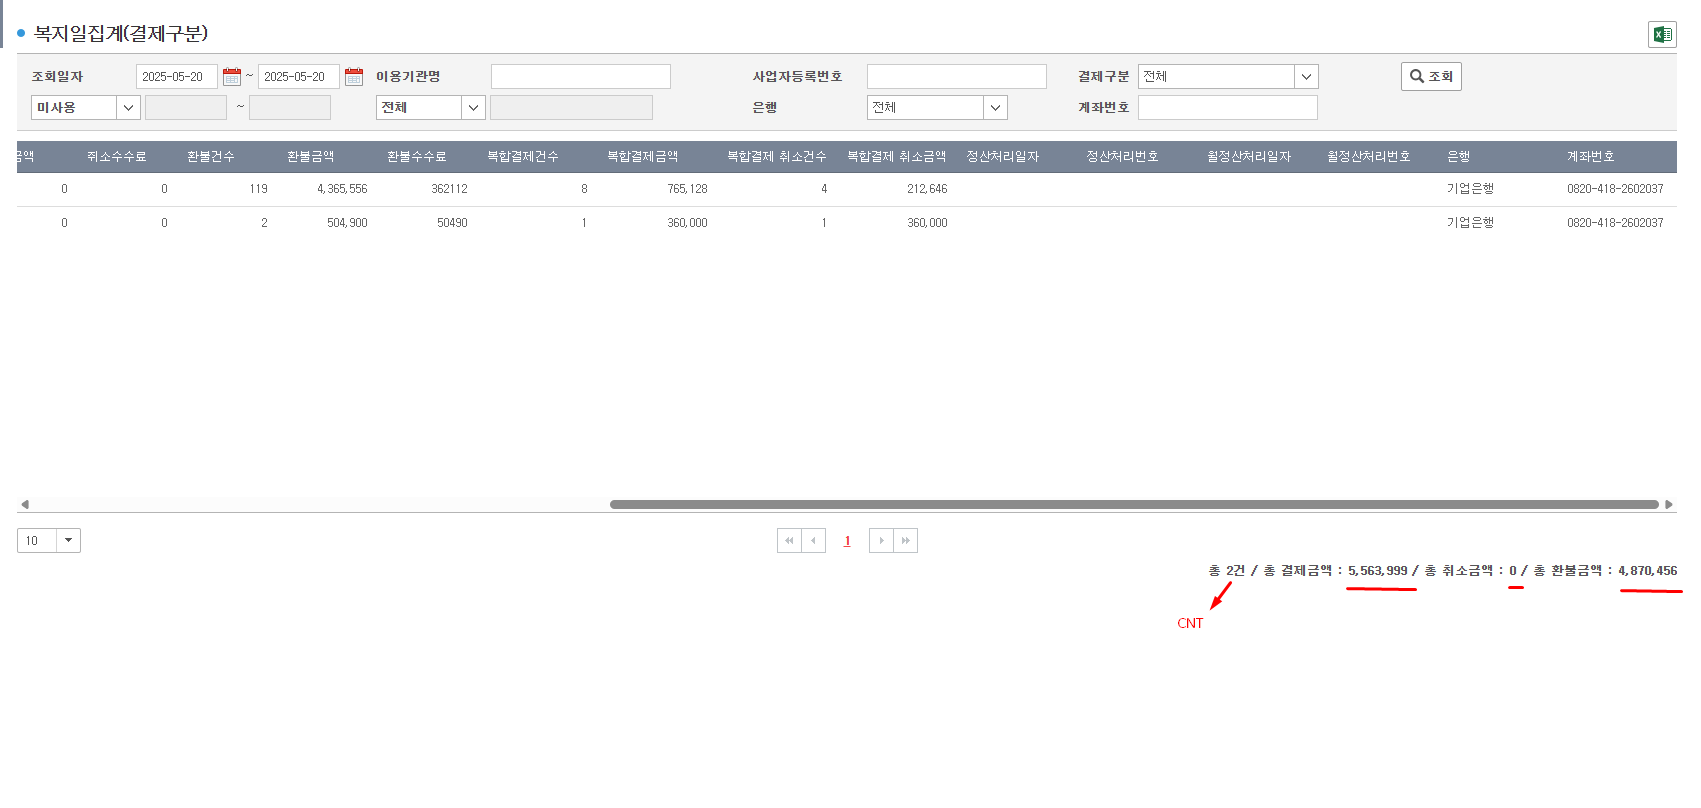 복지일집계(결제구분)
조회일자 2025-05-20 ~ 2025-05-20 이용기관명 사업자등록번호 결제구분 전체 조회
미사용 ~ 전체 은행 전체 계좌번호
금액 취소수수료 환불건수 환불금액 환불수수료 복합결제건수 복합결제금액 복합결제 취소건수 복합결제 취소금액 정산처리일자 정산처리번호 월정산처리일자 월정산처리번호 은행 계좌번호
0 0 119 4,365,556 362112 8 765,128 4 212,646 기업은행 0820-418-2602037
0 0 2 504,900 50490 1 360,000 1 360,000 기업은행 0820-418-2602037
10 1
총 2건 / 총 결제금액 : 5,563,999 / 총 취소금액 : 0 / 총 환불금액 : 4,870,456
CNT